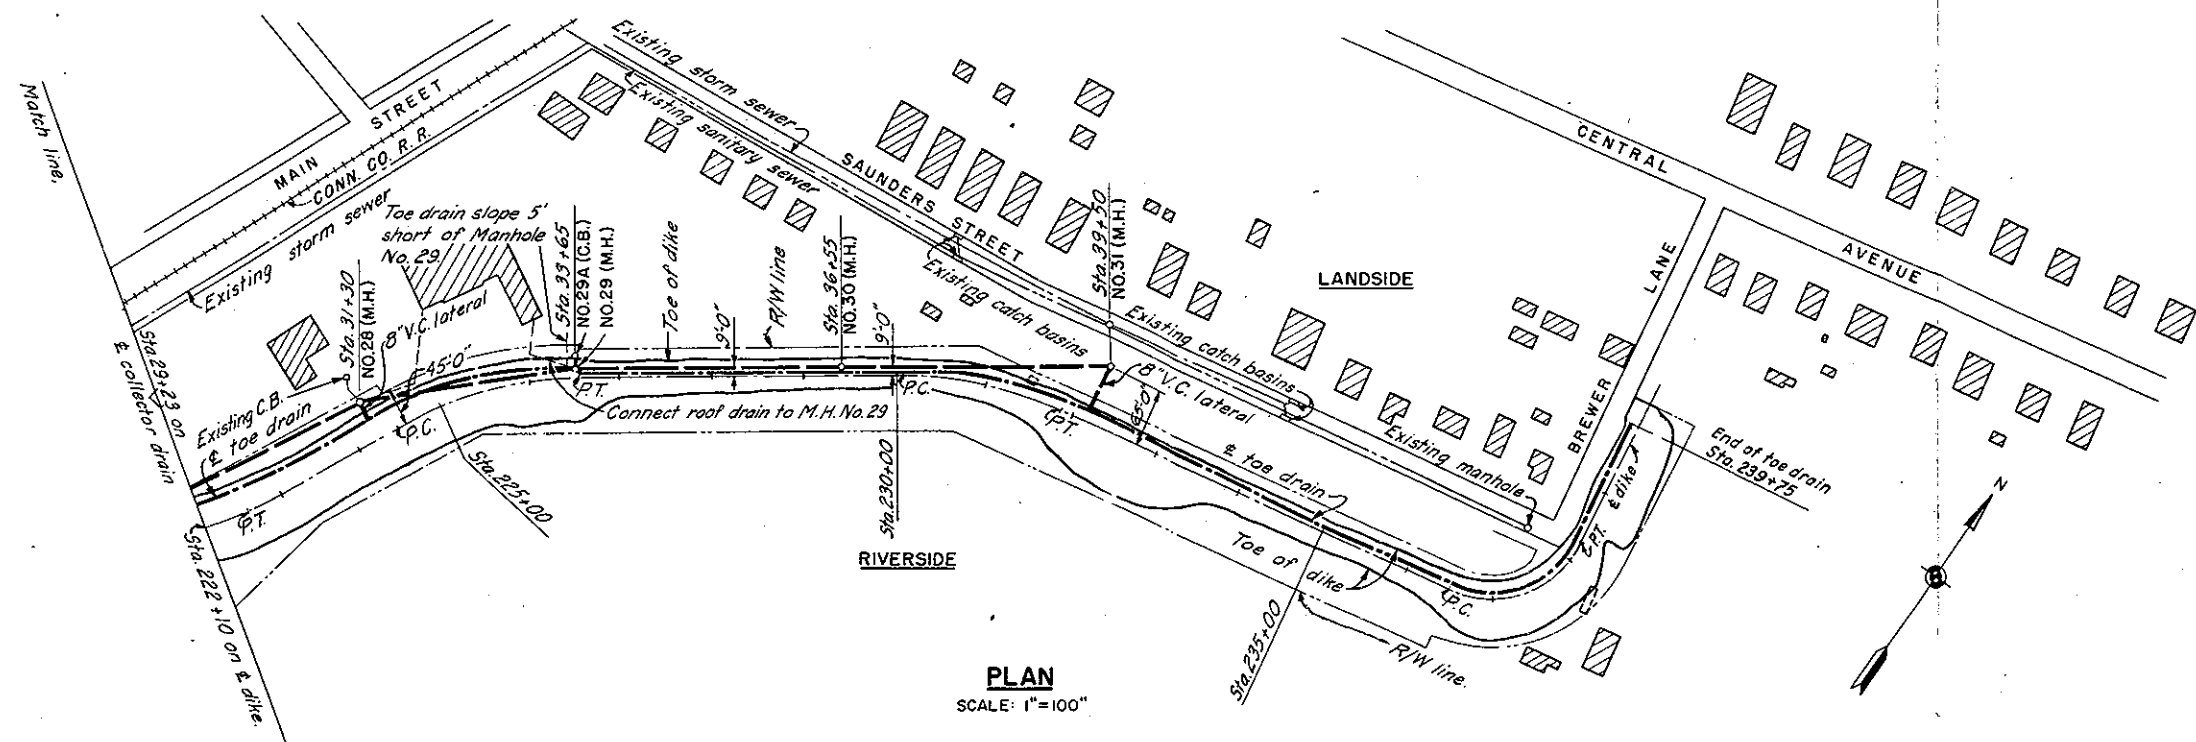 Match line.
MAIN STREET
CONN. CO. R. R.
Existing storm sewer
Existing storm sewer
Existing sanitary sewer
SAUNDERS STREET
CENTRAL AVENUE
BREWER LANE
LANDSIDE
Toe drain slope 5'
short of Manhole
No. 29.
Sta. 31+30
NO.28 (M.H.)
8" V.C. lateral
45'-0"
Sta. 33+65
NO.29A (C.B.)
NO.29 (M.H.)
Toe of dike
9'-0"
R/W line
Sta. 36+55
NO.30 (M.H.)
9'-0"
Existing catch basins
Sta. 39+50
NO.31 (M.H.)
Existing catch basins
8" V.C. lateral
Existing C.B.
℄ toe drain
Sta. 29+23 on
℄ collector drain
P.T.
P.C.
P.T.
Connect roof drain to M.H. No.29
P.C.
P.T.
℄ toe drain
Existing manhole
End of toe drain
Sta. 239+75
℄ dike
P.T.
P.C.
N
Sta. 222+10 on ℄ dike.
Sta. 225+00
Sta. 230+00
RIVERSIDE
Toe of dike
Sta. 235+00
R/W line.
PLAN
SCALE: 1"=100"